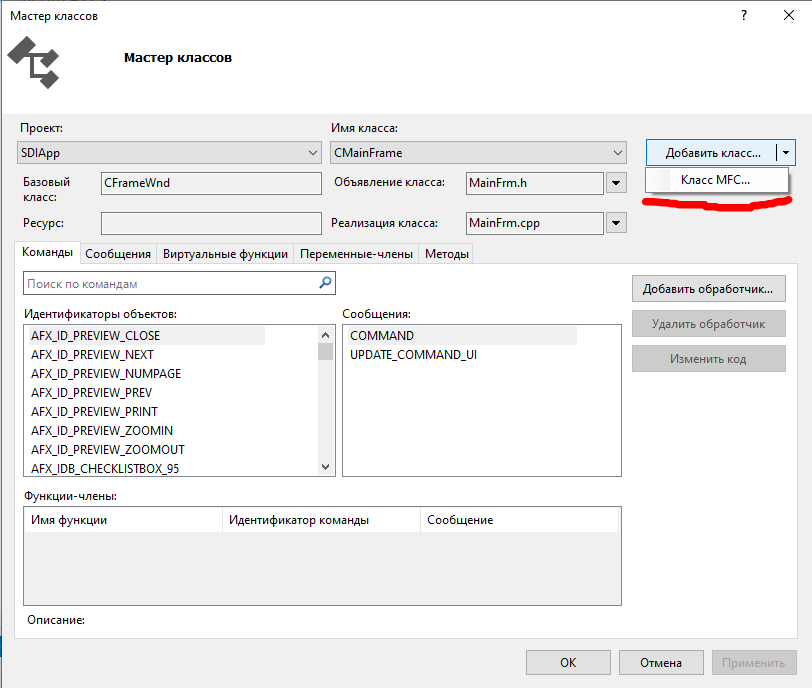 Мастер классов
?
Мастер классов
Проект:
Имя класса:
SDIApp
CMainFrame
Добавить класс...
Класс MFC...
Базовый класс:
CFrameWnd
Объявление класса:
MainFrm.h
Ресурс:
Реализация класса:
MainFrm.cpp
Команды
Сообщения
Виртуальные функции
Переменные-члены
Методы
Поиск по командам
Добавить обработчик...
Удалить обработчик
Изменить код
Идентификаторы объектов:
Сообщения:
AFX_ID_PREVIEW_CLOSE
AFX_ID_PREVIEW_NEXT
AFX_ID_PREVIEW_NUMPAGE
AFX_ID_PREVIEW_PREV
AFX_ID_PREVIEW_PRINT
AFX_ID_PREVIEW_ZOOMIN
AFX_ID_PREVIEW_ZOOMOUT
AFX_IDB_CHECKLISTBOX_95
COMMAND
UPDATE_COMMAND_UI
Функции-члены:
Имя функции
Идентификатор команды
Сообщение
Описание:
ОК
Отмена
Применить